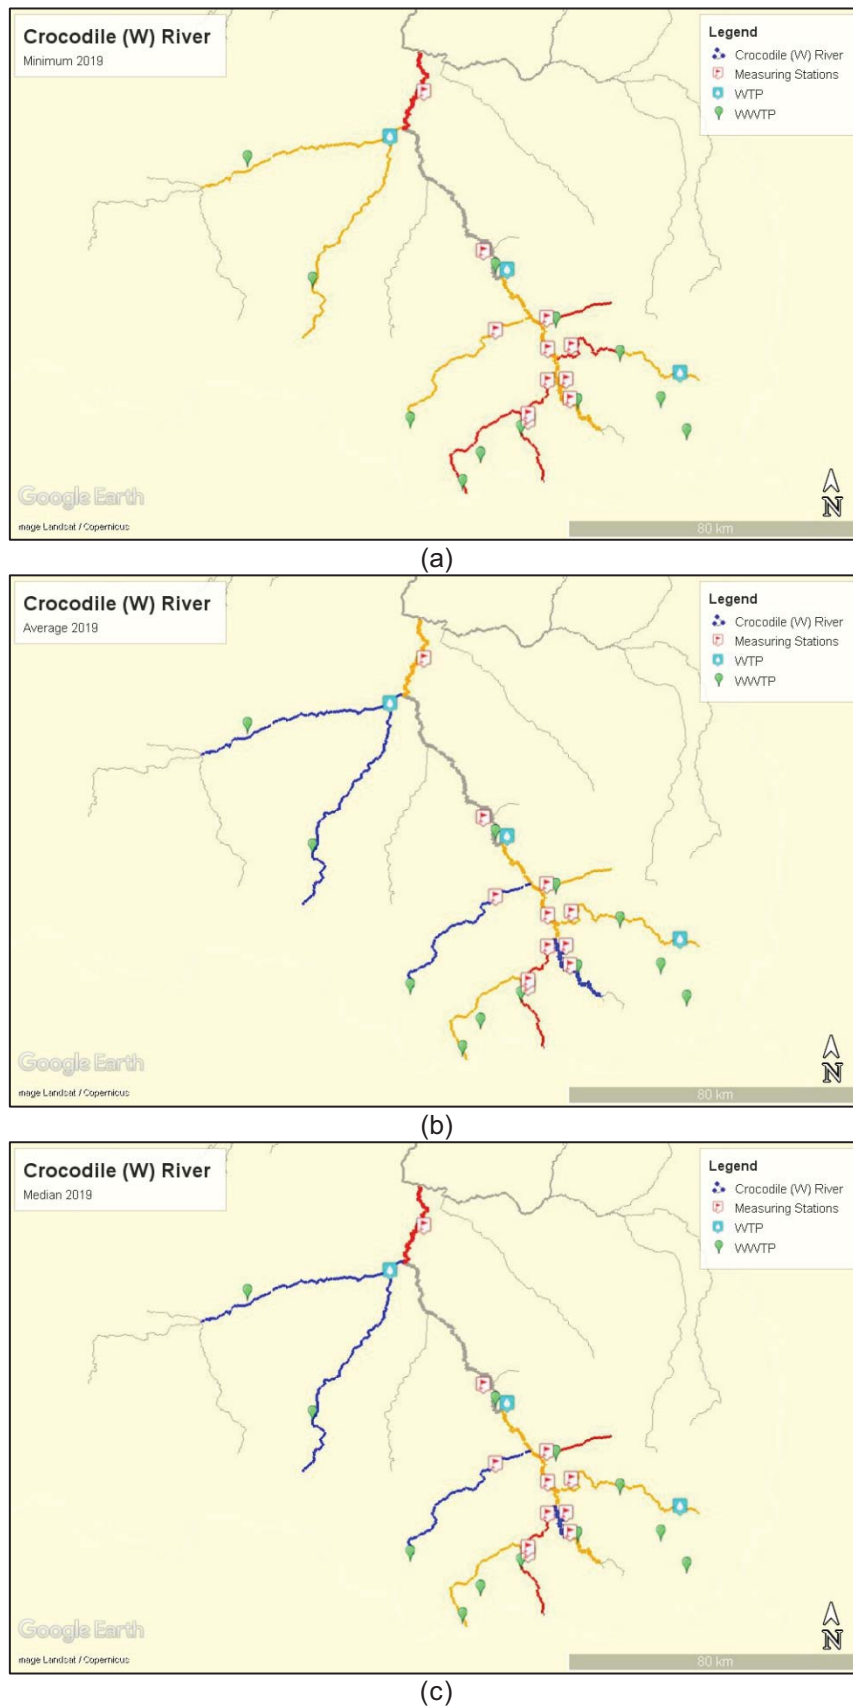 Crocodile (W) River
Minimum 2019
Legend
Crocodile (W) River
Measuring Stations
WTP
WWTP
Google Earth
mage Landsat / Copernicus
N
80 km
(a)
Crocodile (W) River
Average 2019
Legend
Crocodile (W) River
Measuring Stations
WTP
WWTP
Google Earth
mage Landsat / Copernicus
N
80 km
(b)
Crocodile (W) River
Median 2019
Legend
Crocodile (W) River
Measuring Stations
WTP
WWTP
Google Earth
mage Landsat / Copernicus
N
80 km
(c)